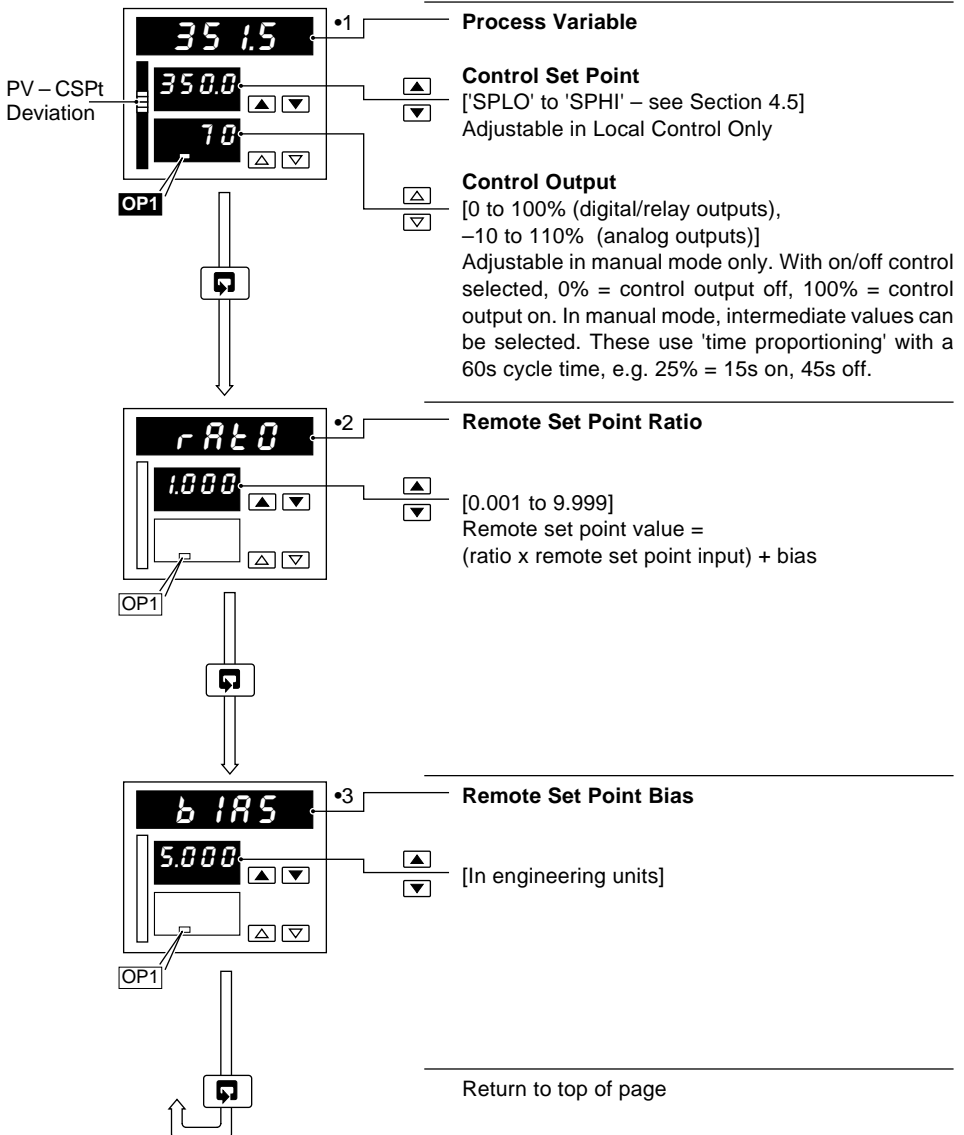 351.5
•1
Process Variable
PV – CSPt
Deviation
350.0
Control Set Point
['SPLO' to 'SPHI' – see Section 4.5]
Adjustable in Local Control Only
70
OP1
Control Output
[0 to 100% (digital/relay outputs),
–10 to 110% (analog outputs)]
Adjustable in manual mode only. With on/off control
selected, 0% = control output off, 100% = control
output on. In manual mode, intermediate values can
be selected. These use 'time proportioning' with a
60s cycle time, e.g. 25% = 15s on, 45s off.
rAtO
•2
Remote Set Point Ratio
1.000
[0.001 to 9.999]
Remote set point value =
(ratio x remote set point input) + bias
OP1
bIAS
•3
Remote Set Point Bias
5.000
[In engineering units]
OP1
Return to top of page